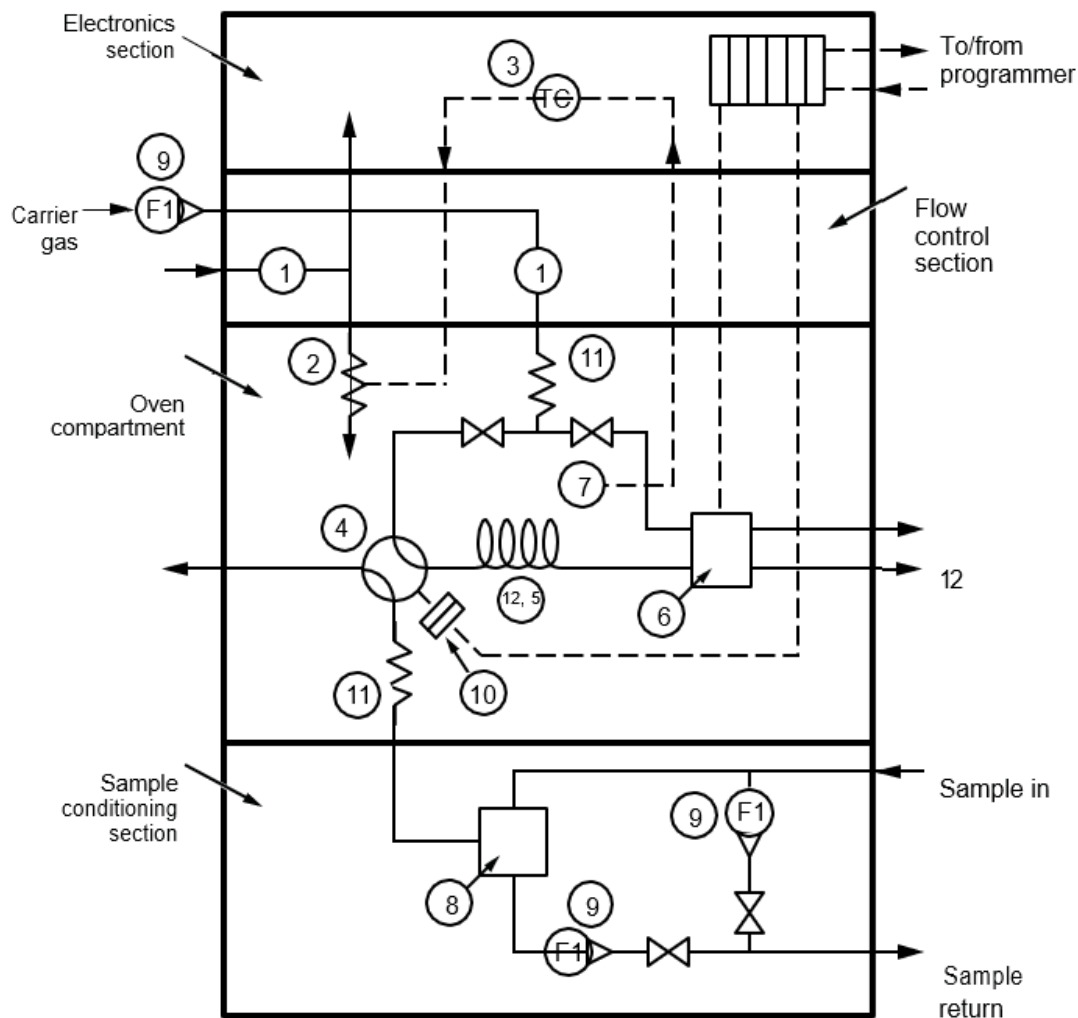 Electronics
section
3
TC
To/from
programmer
9
F1
Carrier
gas
1
1
Flow
control
section
2
11
Oven
compartment
7
4
12, 5
6
12
11
10
Sample
conditioning
section
Sample in
9
F1
8
9
F1
Sample
return